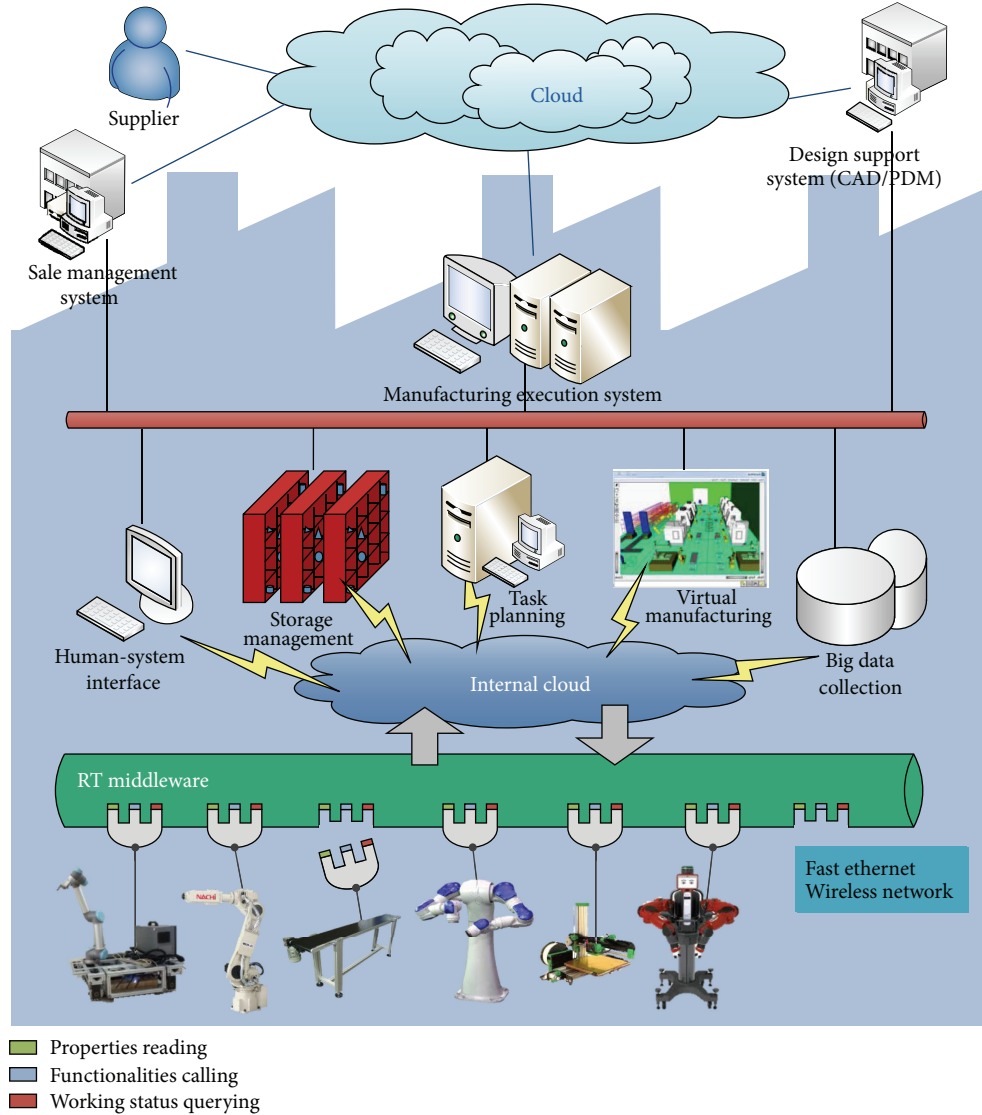 Cloud
Supplier
Design support
system (CAD/PDM)
Sale management
system
Manufacturing execution system
Storage
management
Task
planning
Virtual
manufacturing
Human-system
interface
Big data
collection
Internal cloud
RT middleware
Fast ethernet
Wireless network
NACHI
Properties reading
Functionalities calling
Working status querying